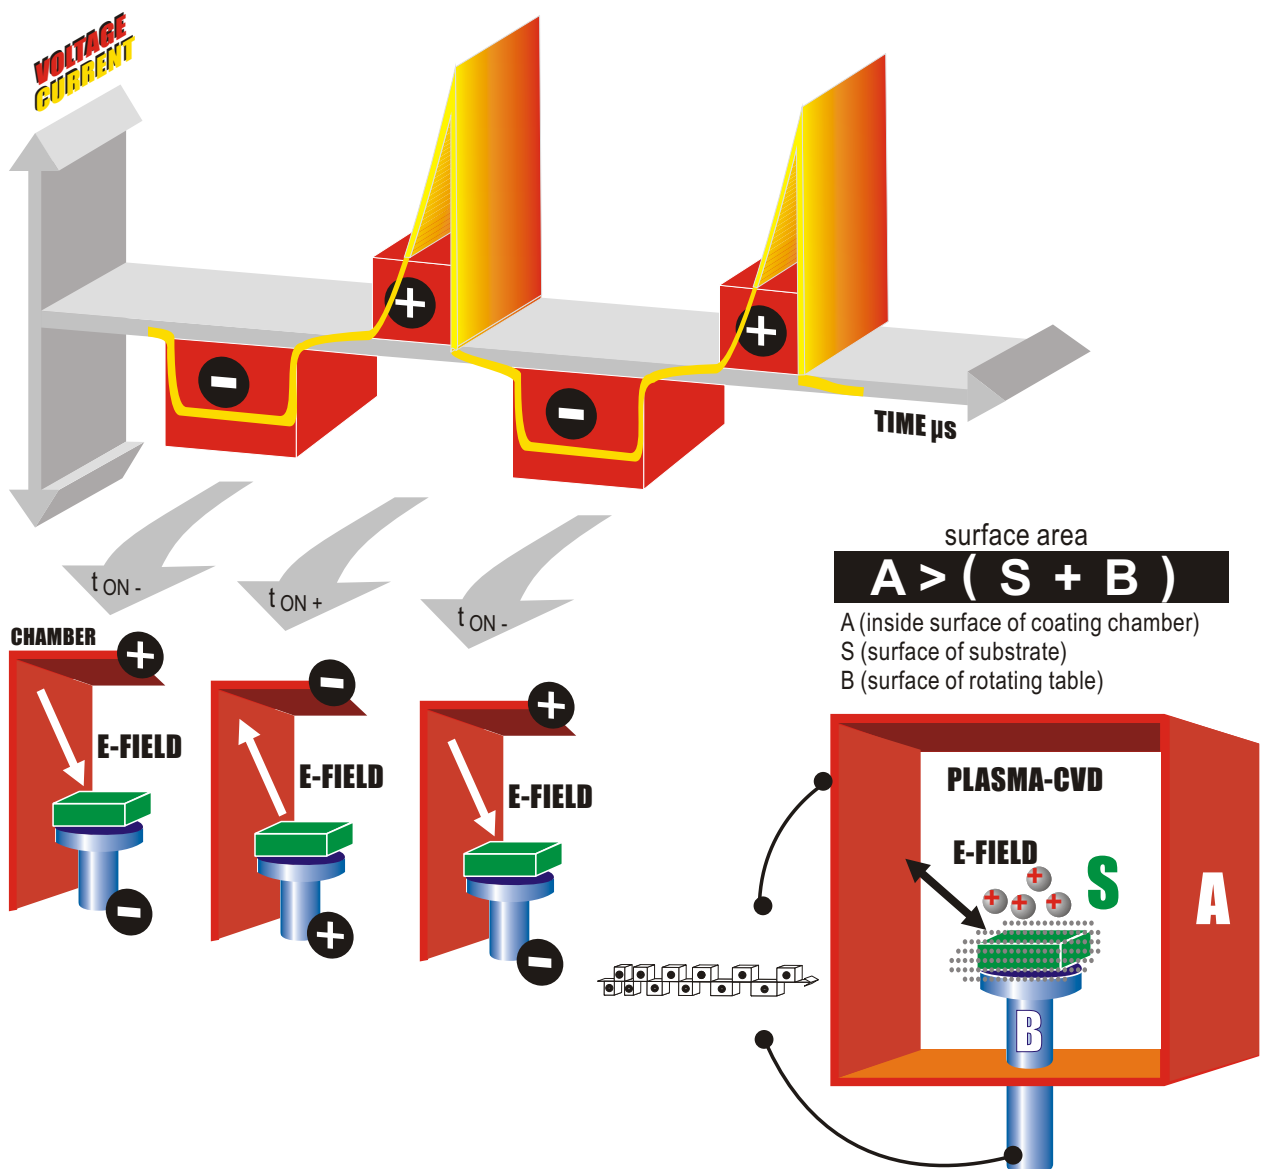 VOLTAGE
CURRENT
+
+
−
−
TIME µs
t ON -
t ON +
t ON -
surface area
A > ( S + B )
A (inside surface of coating chamber)
S (surface of substrate)
B (surface of rotating table)
CHAMBER
+
−
+
E-FIELD
E-FIELD
E-FIELD
−
+
−
PLASMA-CVD
E-FIELD
+
+
+
+
S
A
B